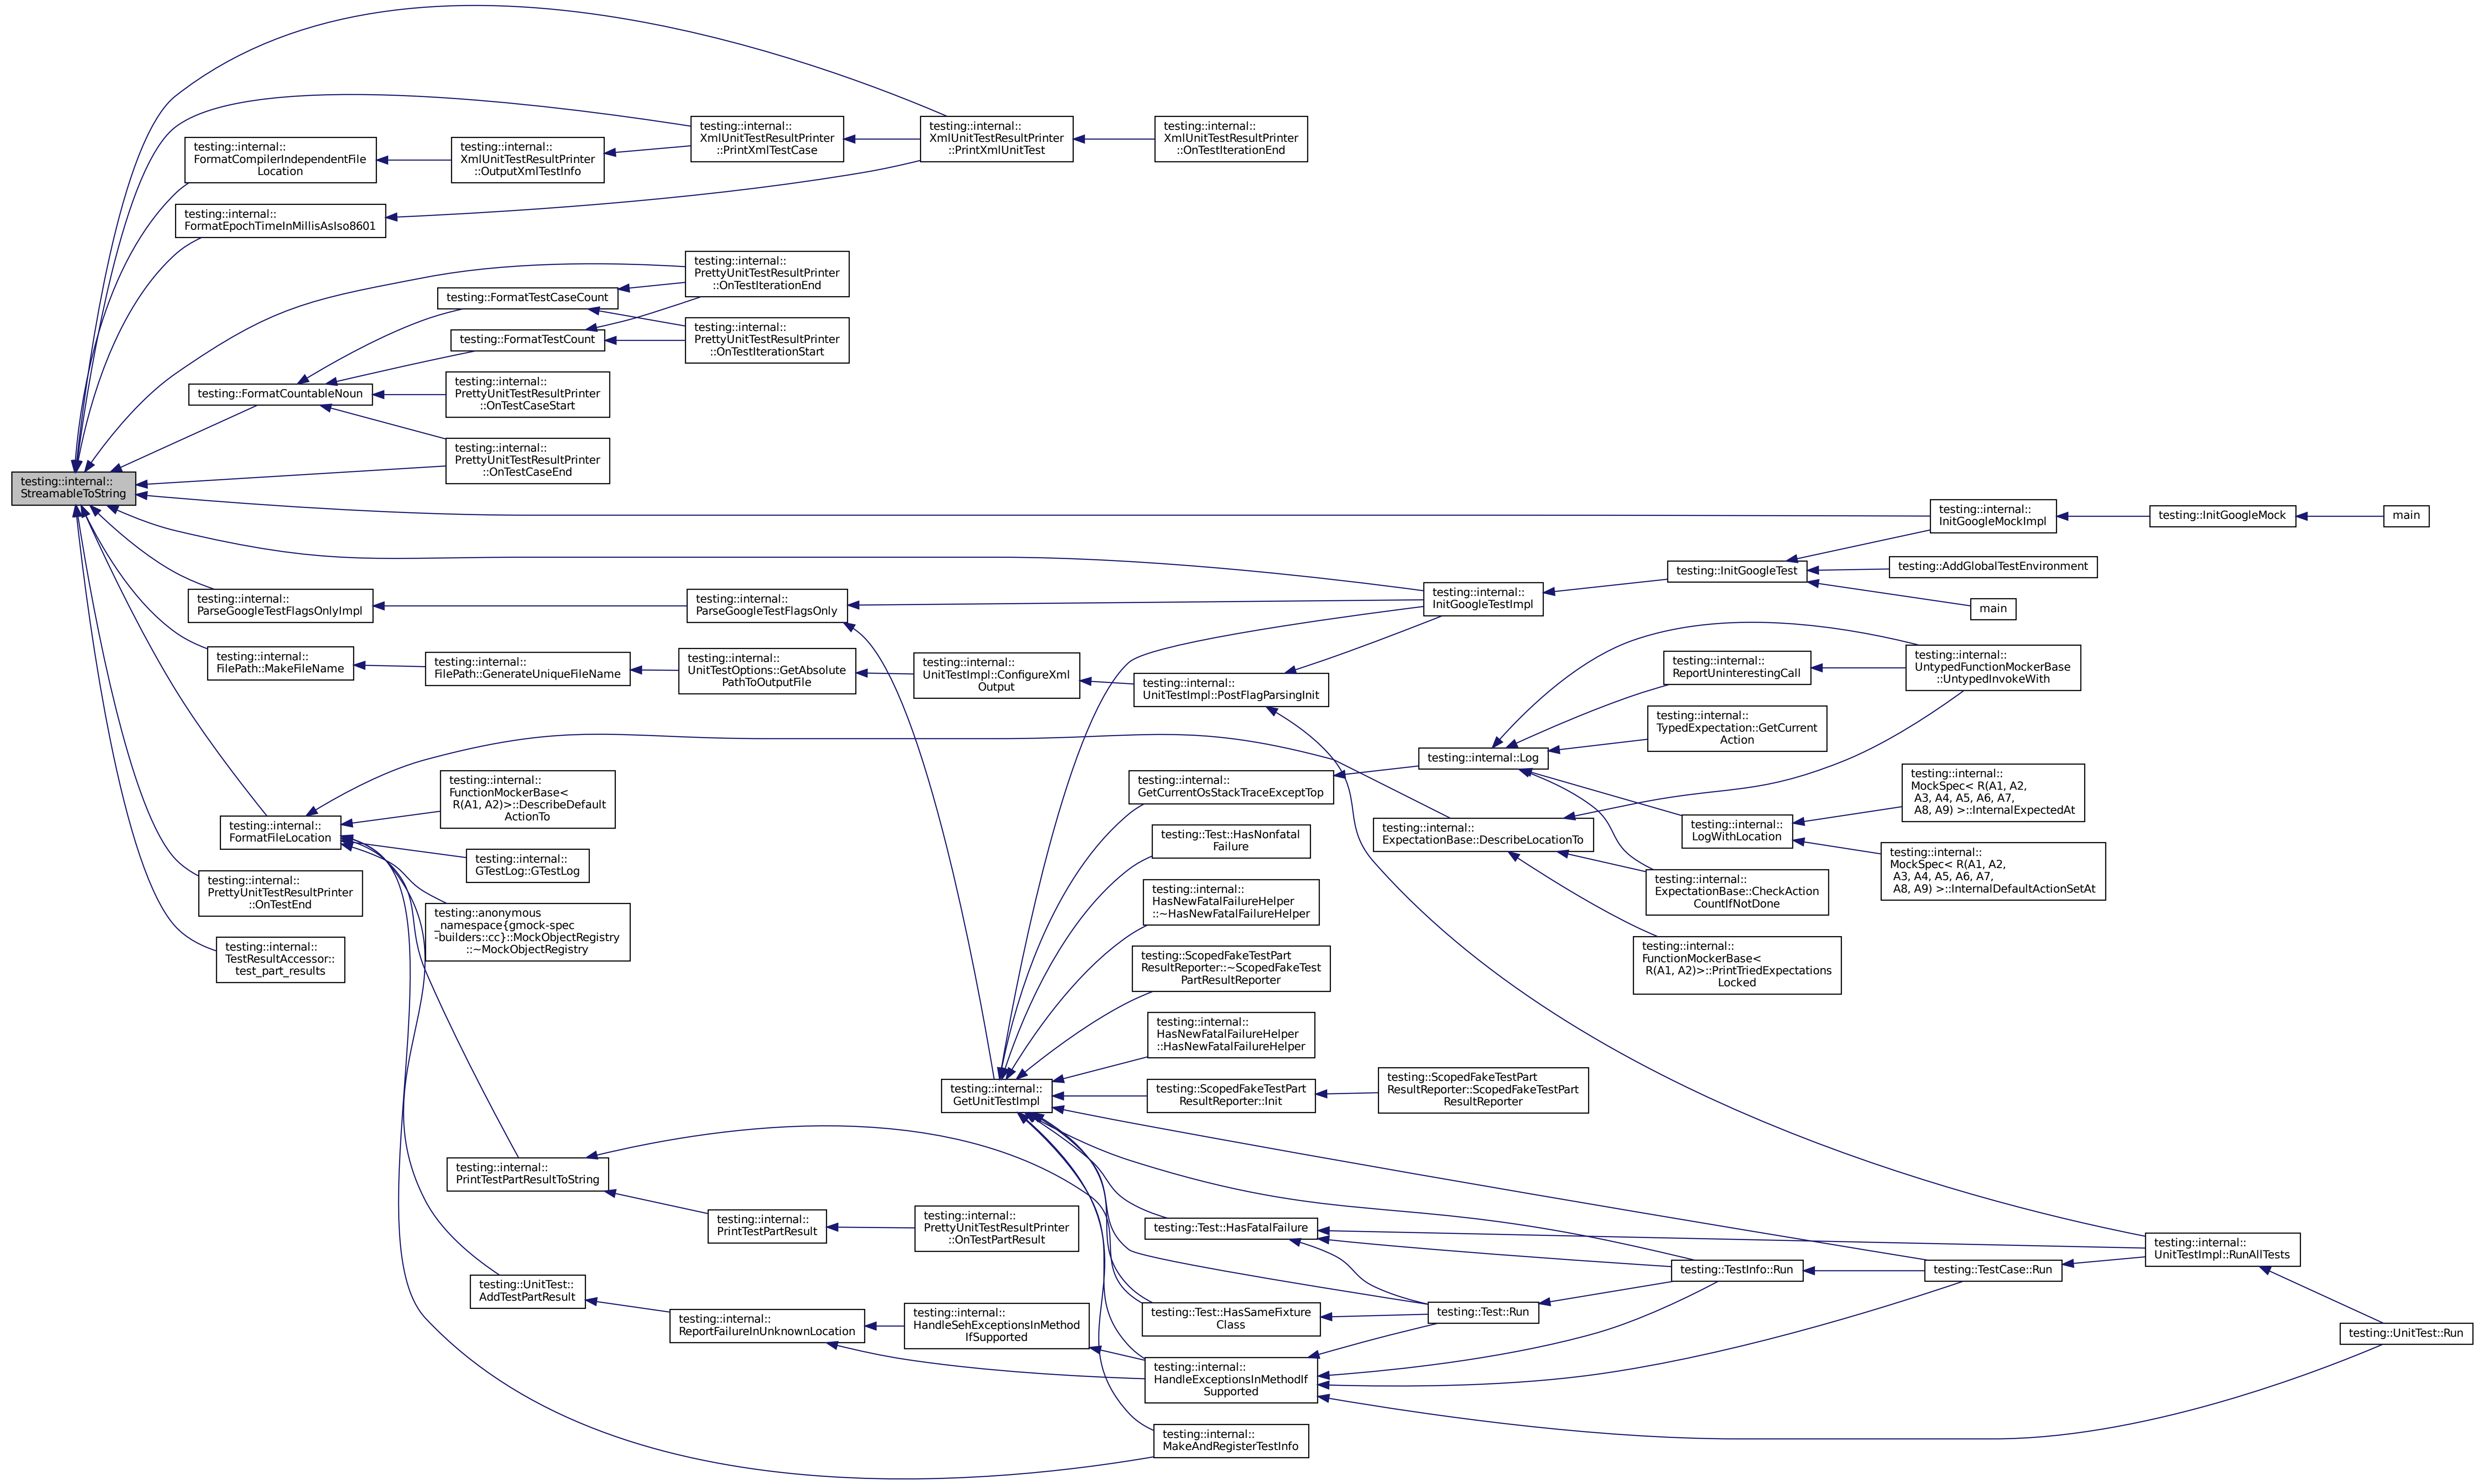 testing::internal::
XmlUnitTestResultPrinter
::PrintXmlTestCase
testing::internal::
XmlUnitTestResultPrinter
::PrintXmlUnitTest
testing::internal::
XmlUnitTestResultPrinter
::OnTestIterationEnd
testing::internal::
FormatCompilerIndependentFile
Location
testing::internal::
XmlUnitTestResultPrinter
::OutputXmlTestInfo
testing::internal::
FormatEpochTimeInMillisAsIso8601
testing::internal::
PrettyUnitTestResultPrinter
::OnTestIterationEnd
testing::FormatTestCaseCount
testing::internal::
PrettyUnitTestResultPrinter
::OnTestIterationStart
testing::FormatTestCount
testing::FormatCountableNoun
testing::internal::
PrettyUnitTestResultPrinter
::OnTestCaseStart
testing::internal::
PrettyUnitTestResultPrinter
::OnTestCaseEnd
testing::internal::
StreamableToString
testing::internal::
InitGoogleMockImpl
testing::InitGoogleMock
main
testing::InitGoogleTest
testing::AddGlobalTestEnvironment
main
testing::internal::
ParseGoogleTestFlagsOnlyImpl
testing::internal::
ParseGoogleTestFlagsOnly
testing::internal::
InitGoogleTestImpl
testing::internal::
FilePath::MakeFileName
testing::internal::
FilePath::GenerateUniqueFileName
testing::internal::
UnitTestOptions::GetAbsolute
PathToOutputFile
testing::internal::
UnitTestImpl::ConfigureXml
Output
testing::internal::
UnitTestImpl::PostFlagParsingInit
testing::internal::
ReportUninterestingCall
testing::internal::
UntypedFunctionMockerBase
::UntypedInvokeWith
testing::internal::
TypedExpectation::GetCurrent
Action
testing::internal::Log
testing::internal::
GetCurrentOsStackTraceExceptTop
testing::internal::
FunctionMockerBase<
R(A1, A2)>::DescribeDefault
ActionTo
testing::internal::
MockSpec< R(A1, A2,
A3, A4, A5, A6, A7,
A8, A9) >::InternalExpectedAt
testing::internal::
FormatFileLocation
testing::Test::HasNonfatal
Failure
testing::internal::
ExpectationBase::DescribeLocationTo
testing::internal::
LogWithLocation
testing::internal::
MockSpec< R(A1, A2,
A3, A4, A5, A6, A7,
A8, A9) >::InternalDefaultActionSetAt
testing::internal::
GTestLog::GTestLog
testing::internal::
PrettyUnitTestResultPrinter
::OnTestEnd
testing::internal::
HasNewFatalFailureHelper
::~HasNewFatalFailureHelper
testing::internal::
ExpectationBase::CheckAction
CountIfNotDone
testing::anonymous
_namespace{gmock-spec
-builders::cc}::MockObjectRegistry
::~MockObjectRegistry
testing::internal::
TestResultAccessor::
test_part_results
testing::ScopedFakeTestPart
ResultReporter::~ScopedFakeTest
PartResultReporter
testing::internal::
FunctionMockerBase<
R(A1, A2)>::PrintTriedExpectations
Locked
testing::internal::
HasNewFatalFailureHelper
::HasNewFatalFailureHelper
testing::internal::
GetUnitTestImpl
testing::ScopedFakeTestPart
ResultReporter::Init
testing::ScopedFakeTestPart
ResultReporter::ScopedFakeTestPart
ResultReporter
testing::internal::
PrintTestPartResultToString
testing::internal::
PrintTestPartResult
testing::internal::
PrettyUnitTestResultPrinter
::OnTestPartResult
testing::Test::HasFatalFailure
testing::internal::
UnitTestImpl::RunAllTests
testing::TestInfo::Run
testing::TestCase::Run
testing::UnitTest::
AddTestPartResult
testing::Test::HasSameFixture
Class
testing::Test::Run
testing::internal::
ReportFailureInUnknownLocation
testing::internal::
HandleSehExceptionsInMethod
IfSupported
testing::UnitTest::Run
testing::internal::
HandleExceptionsInMethodIf
Supported
testing::internal::
MakeAndRegisterTestInfo